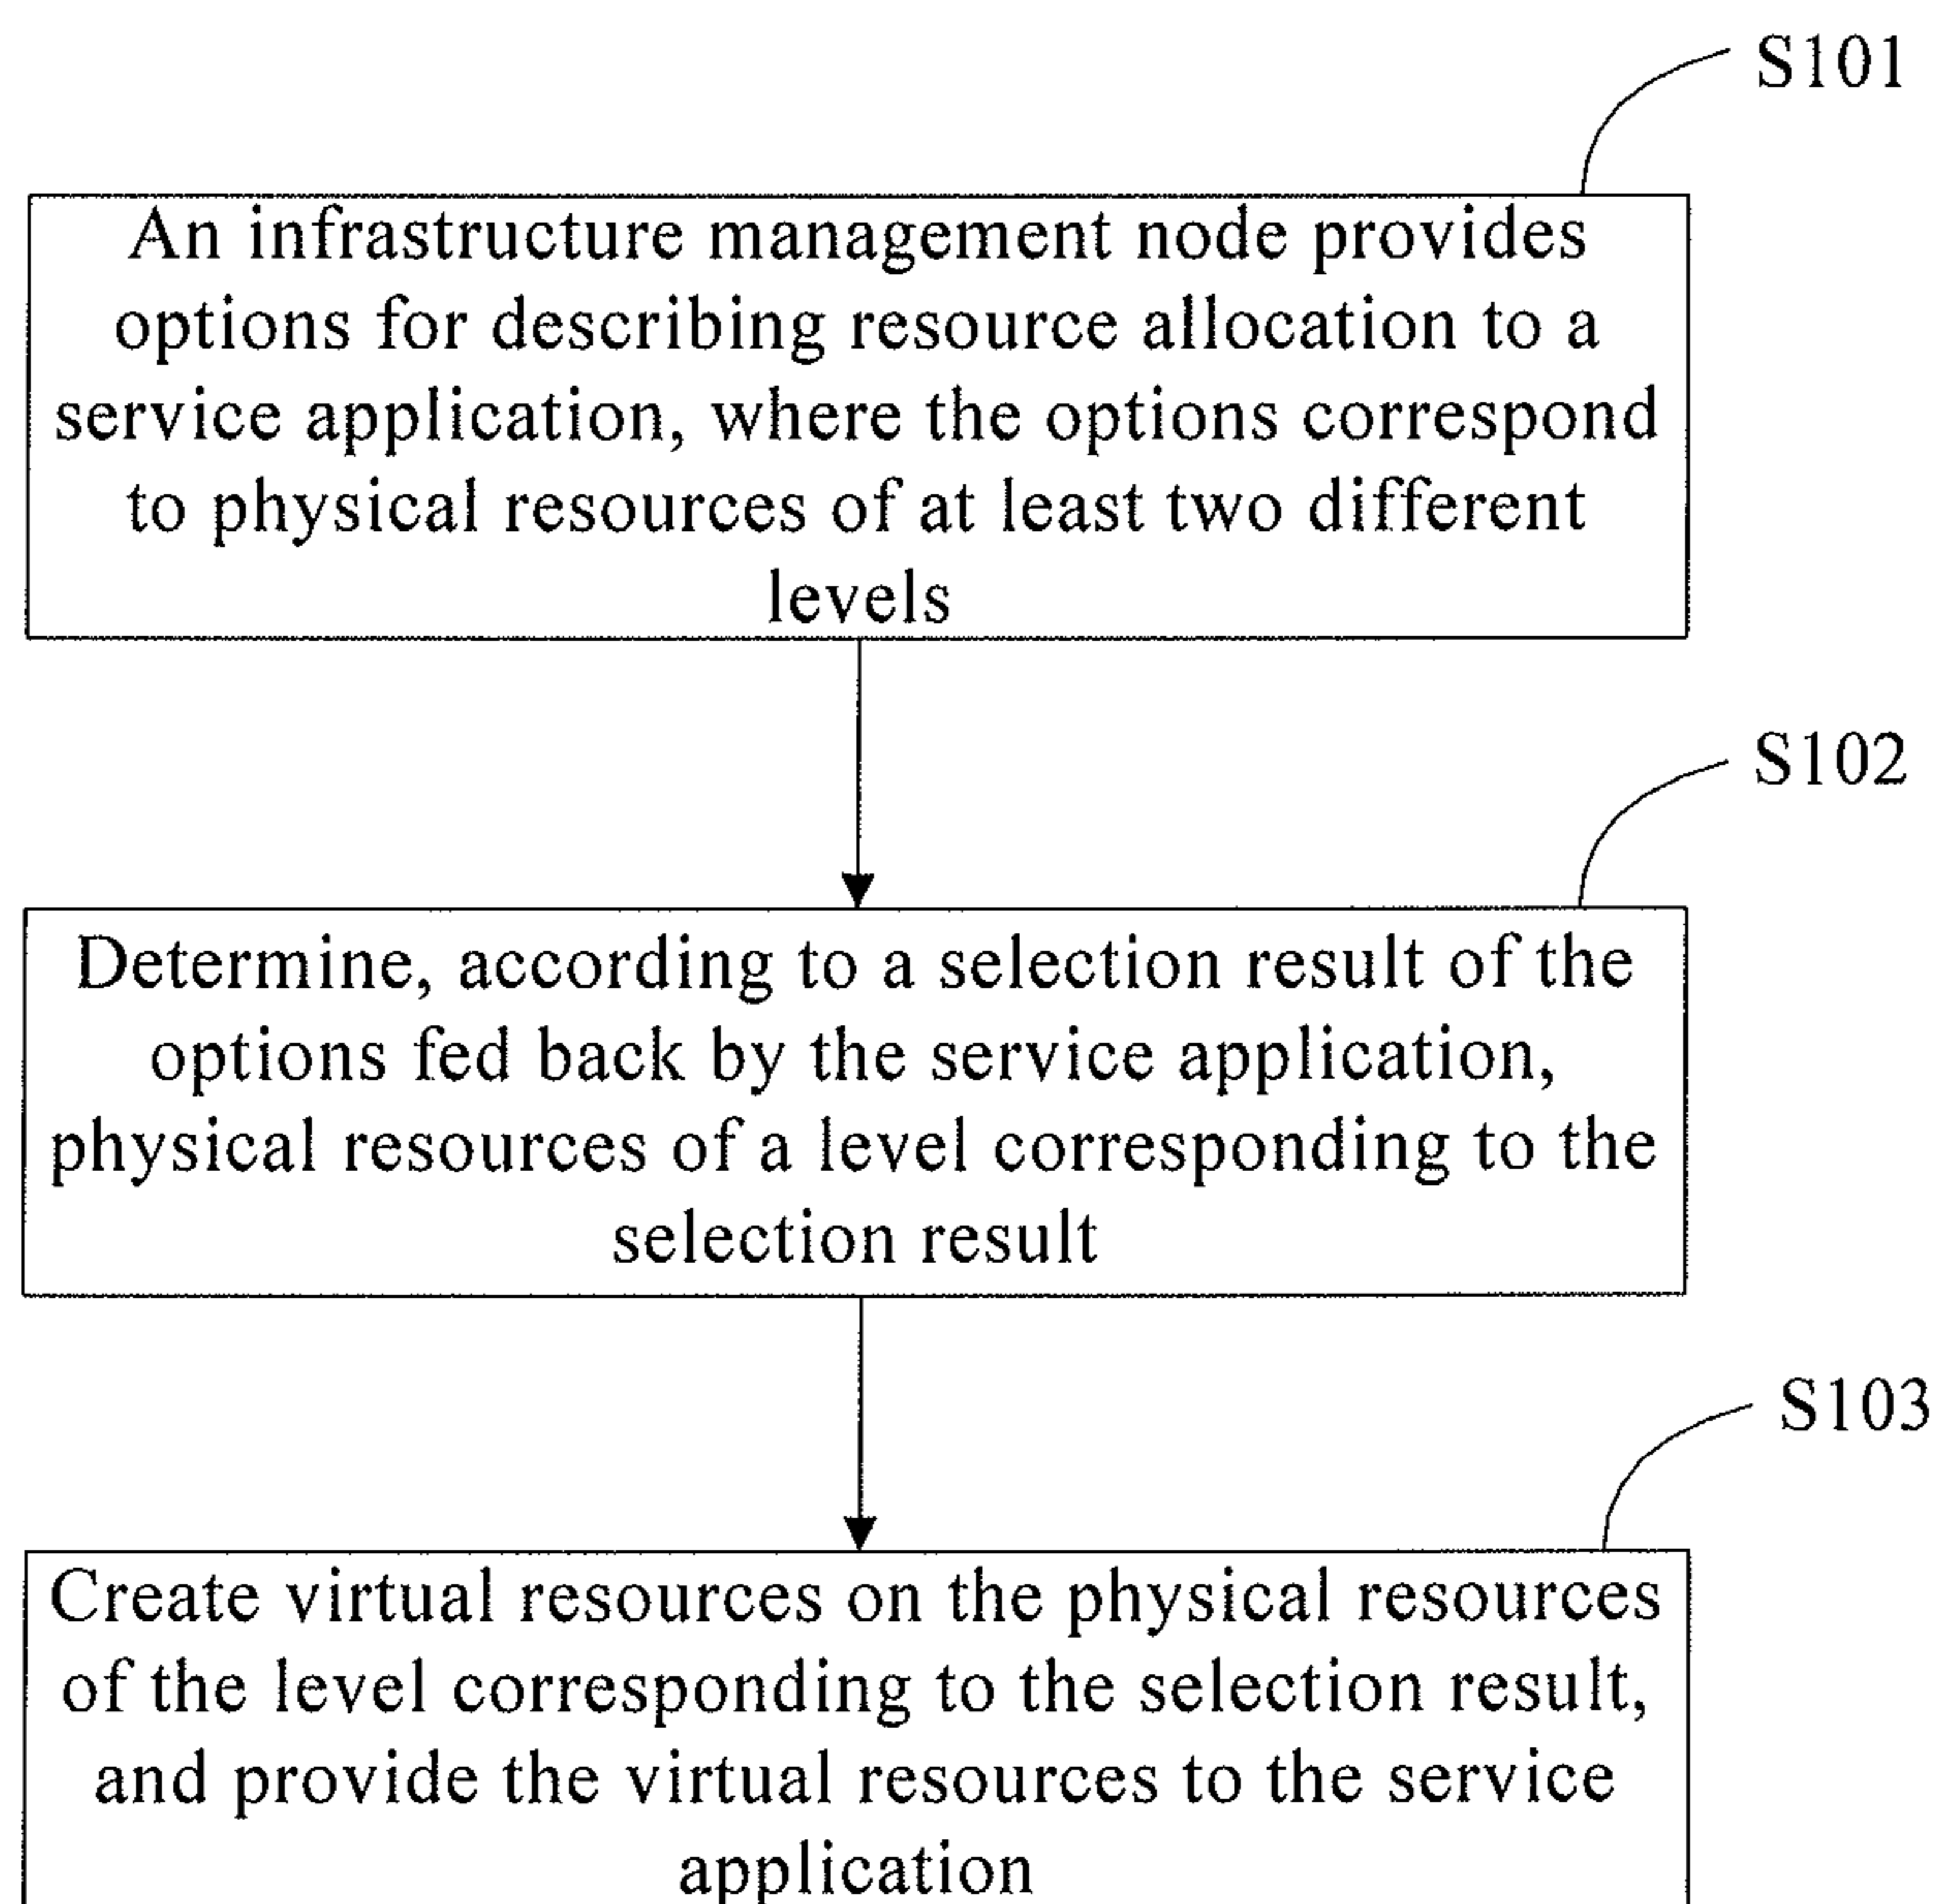 S101
An infrastructure management node provides
options for describing resource allocation to a
service application, where the options correspond
to physical resources of at least two different
levels
S102
Determine, according to a selection result of the
options fed back by the service application,
physical resources of a level corresponding to the
selection result
S103
Create virtual resources on the physical resources
of the level corresponding to the selection result,
and provide the virtual resources to the service
application